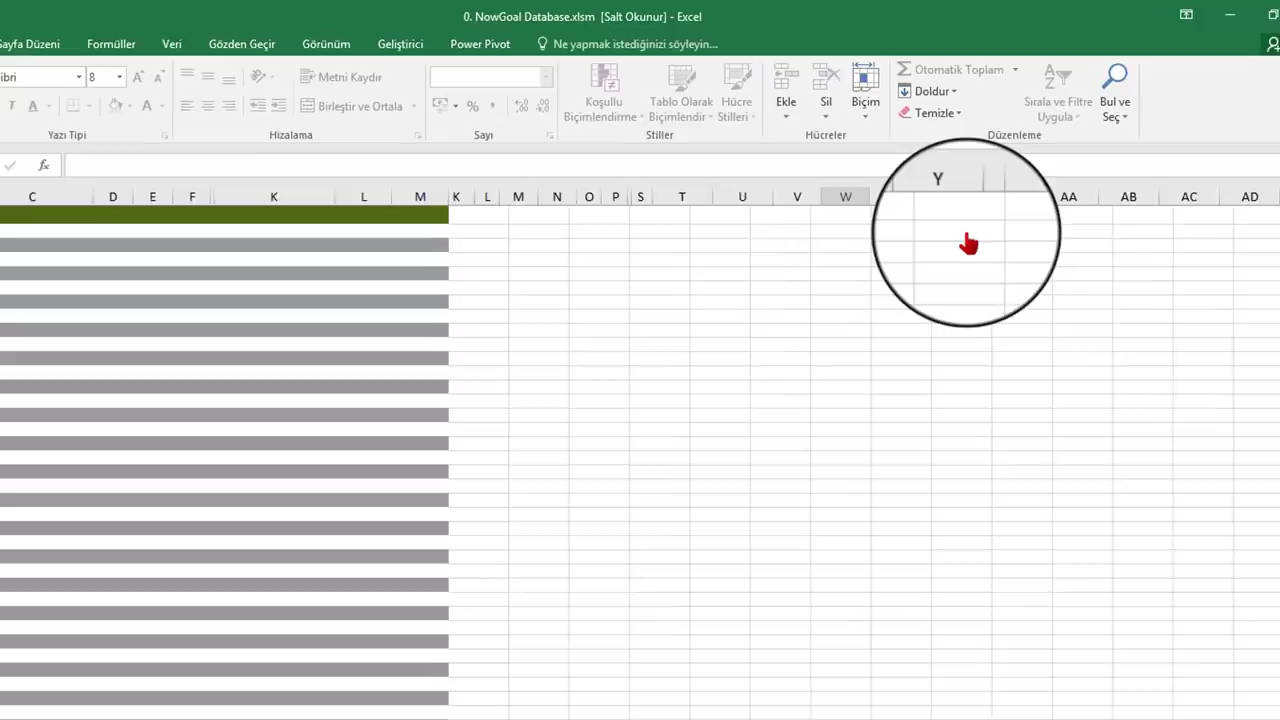 0. NowGoal Database.xlsm [Salt Okunur] - Excel
Sayfa Düzeni Formüller Veri Gözden Geçir Görünüm Geliştirici Power Pivot Ne yapmak istediğinizi söyleyin...
ibri 8 Metni Kaydır Otomatik Toplam
Koşullu Biçimlendirme Tablo Olarak Biçimlendir Hücre Stilleri Ekle Sil Biçim Doldur Sırala ve Filtre Uygula Bul ve Seç
A Birleştir ve Ortala % Temizle
Yazı Tipi Hizalama Sayı Stiller Hücreler Düzenleme
fx
C D E F K L M K L M N O P S T U V W Y AA AB AC AD